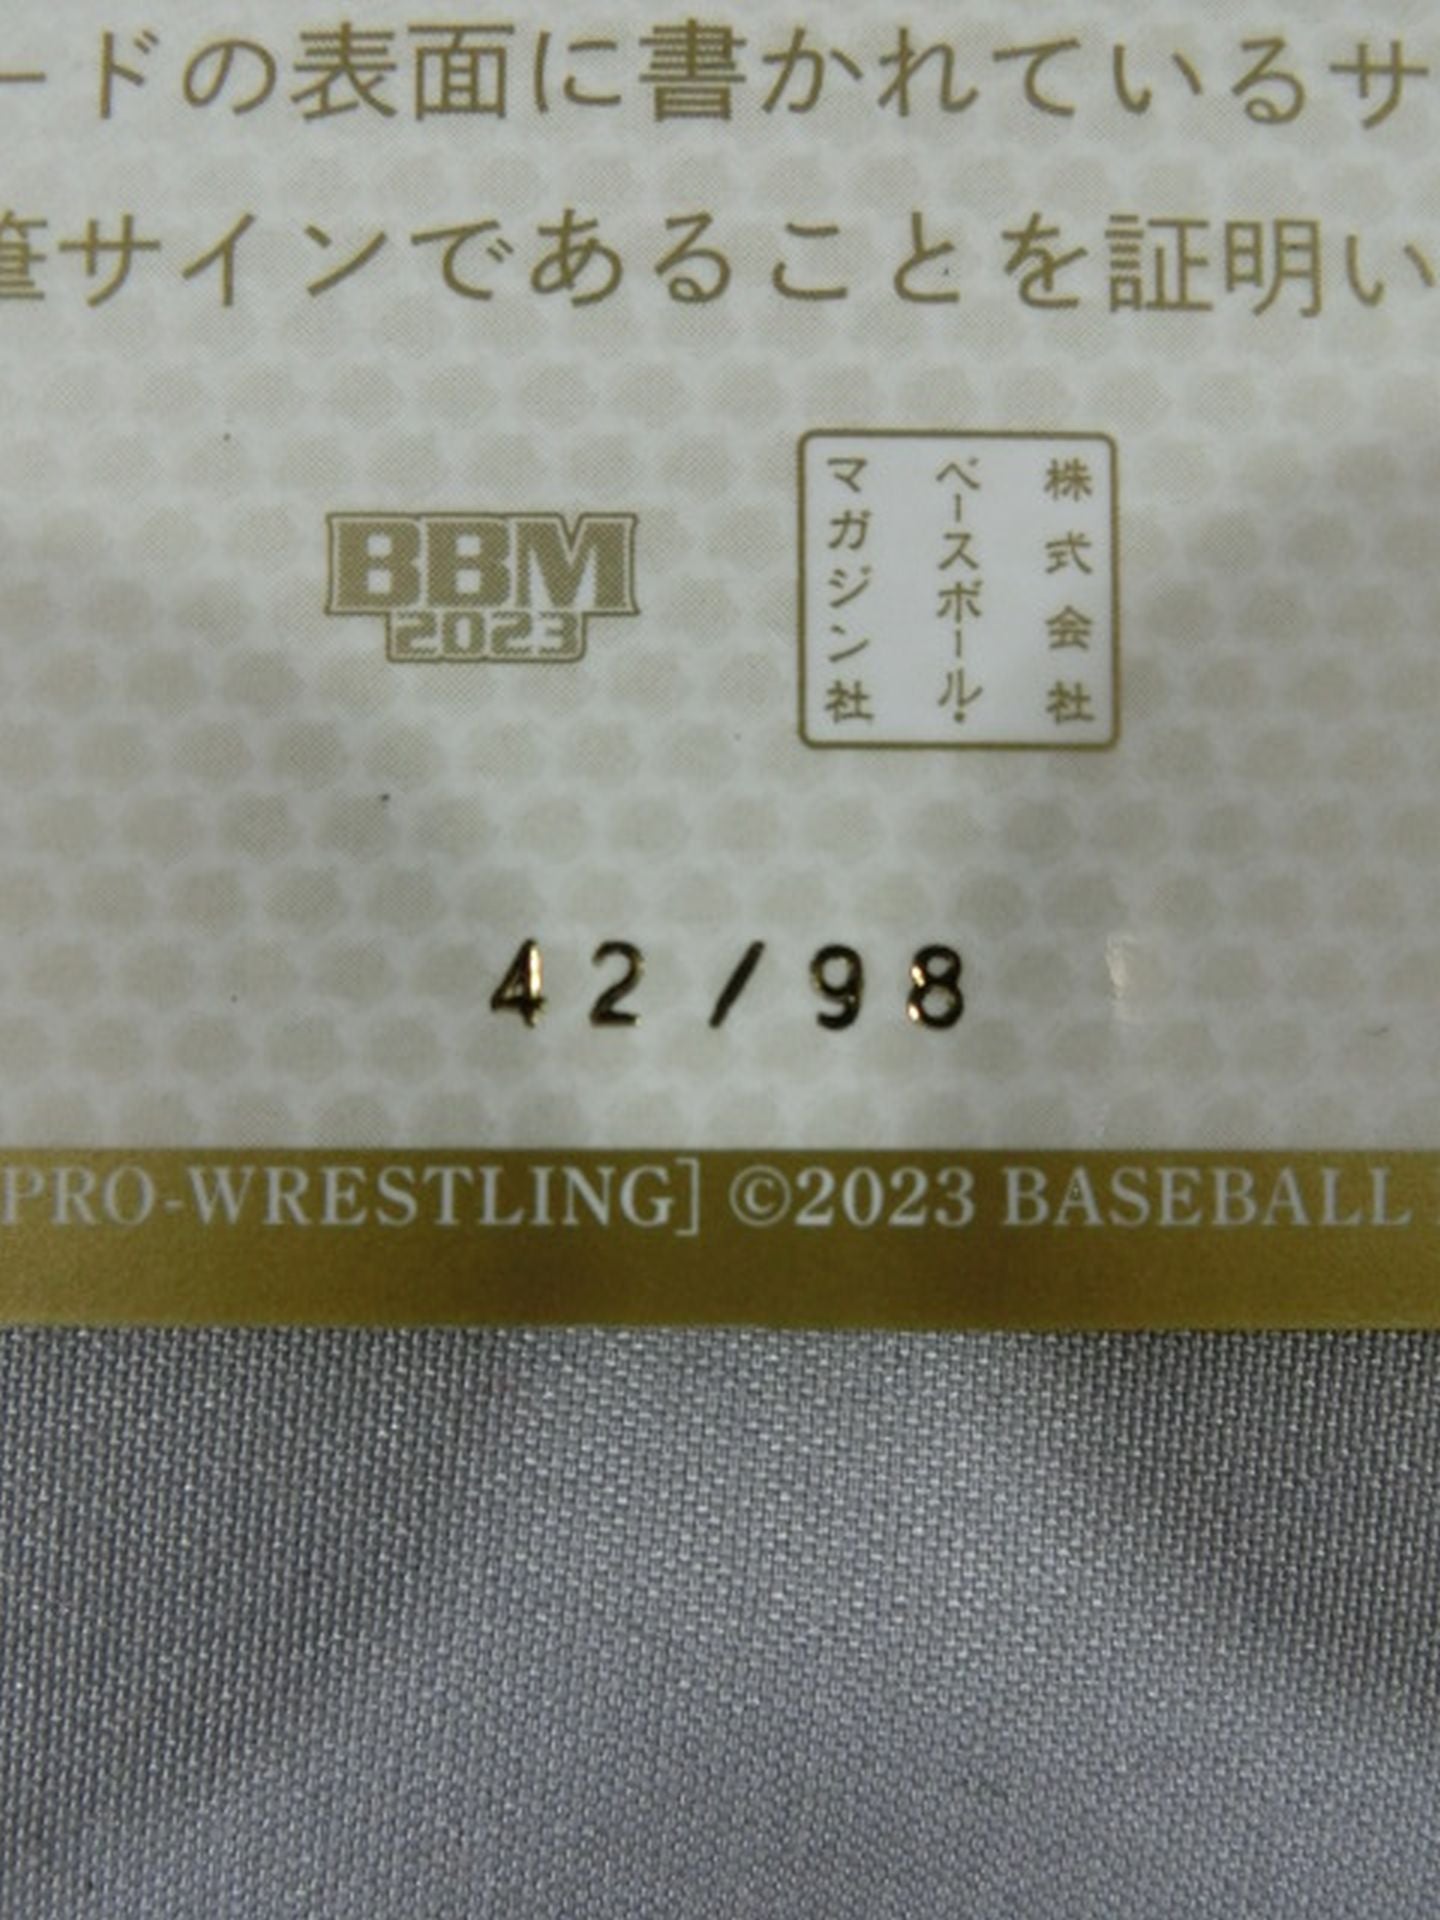 ードの表面に書かれているサ
筆サインであることを証明い
BBM
2023
株式会社
ベースボール・
マガジン社
42/98
PRO-WRESTLING] ©2023 BASEBALL